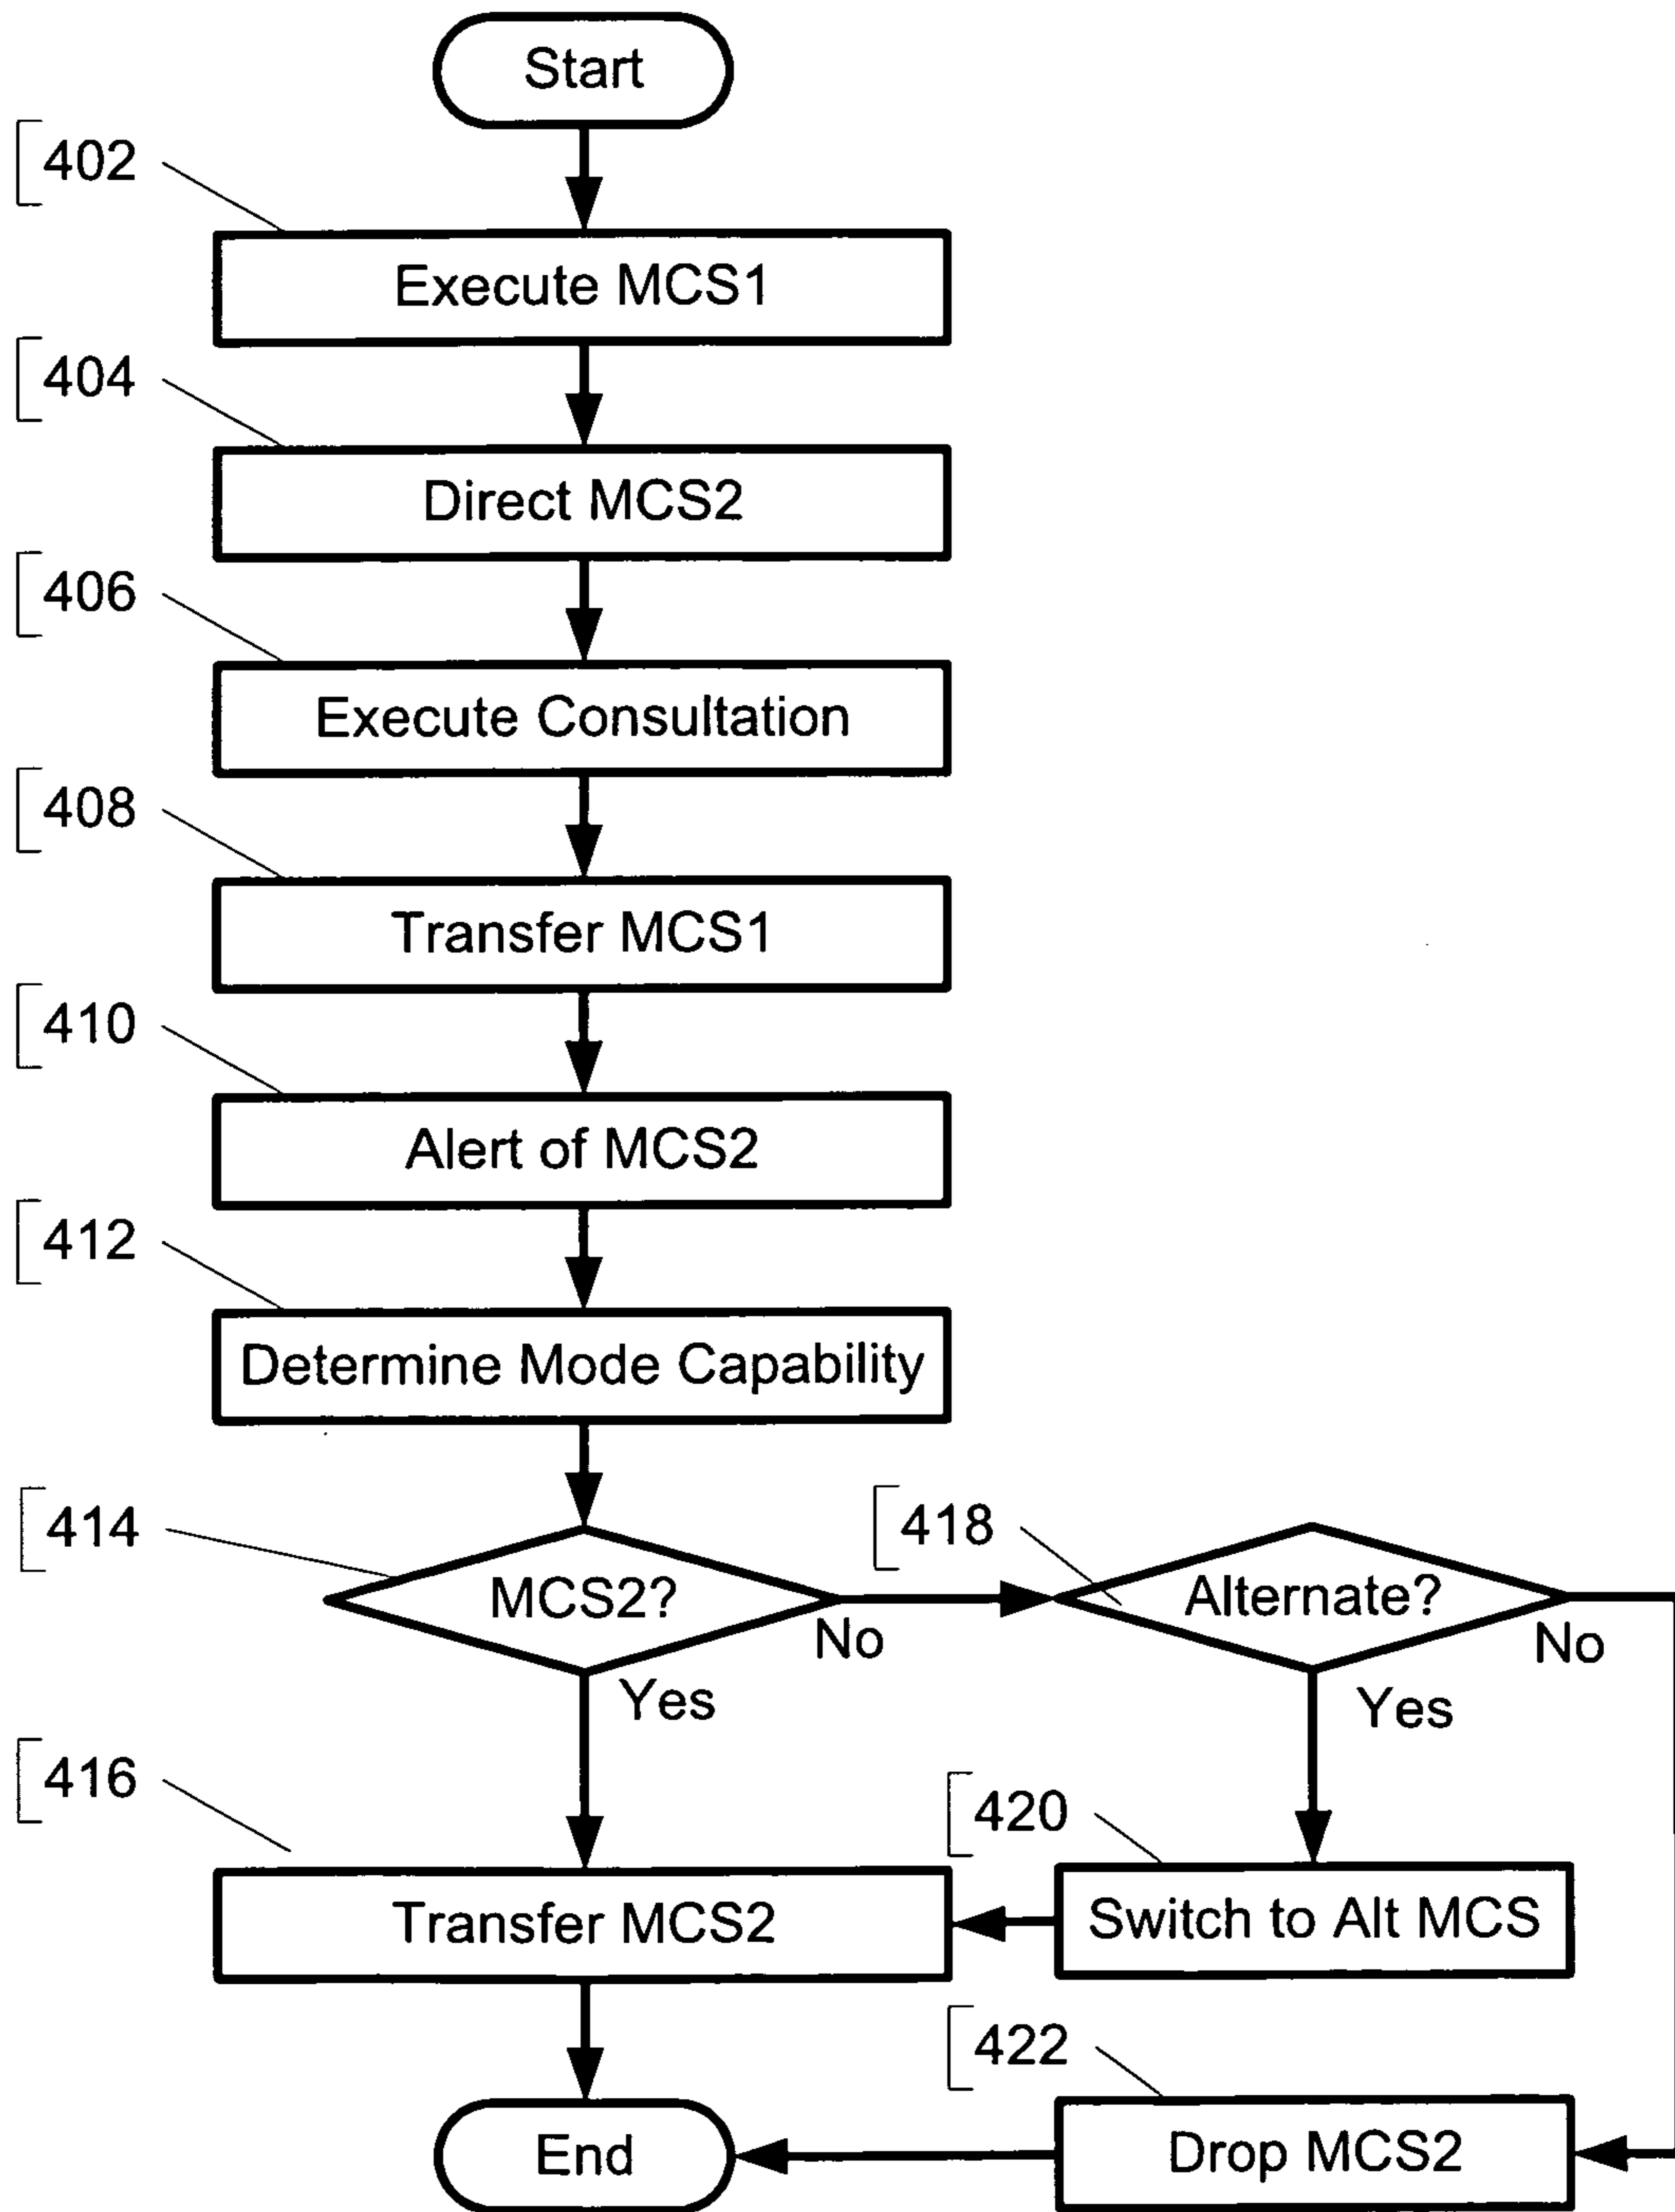 Start
402
Execute MCS1
404
Direct MCS2
406
Execute Consultation
408
Transfer MCS1
410
Alert of MCS2
412
Determine Mode Capability
414
MCS2?
No
Yes
418
Alternate?
No
Yes
416
Transfer MCS2
420
Switch to Alt MCS
422
Drop MCS2
End